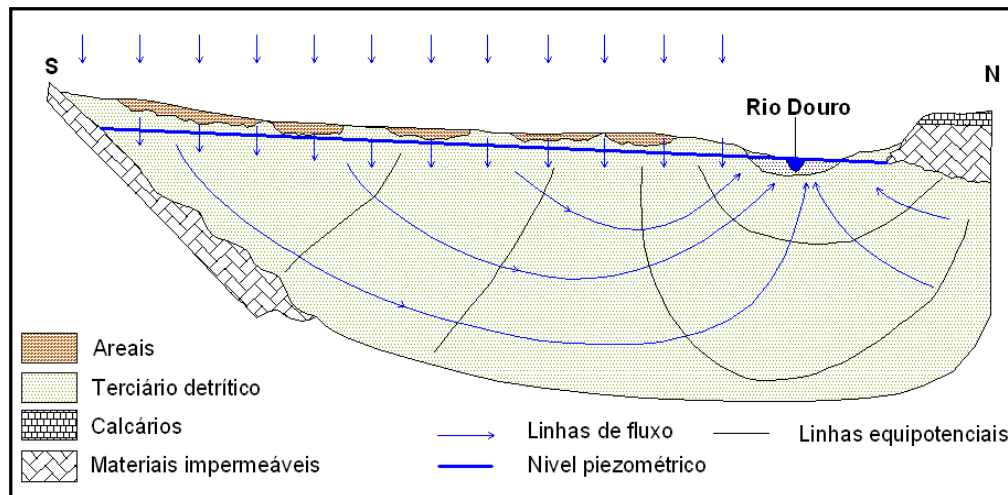 S
N
Rio Douro
Areais
Terciário detrítico
Calcários
Materiais impermeáveis
Linhas de fluxo
Nivel piezométrico
Linhas equipotenciais